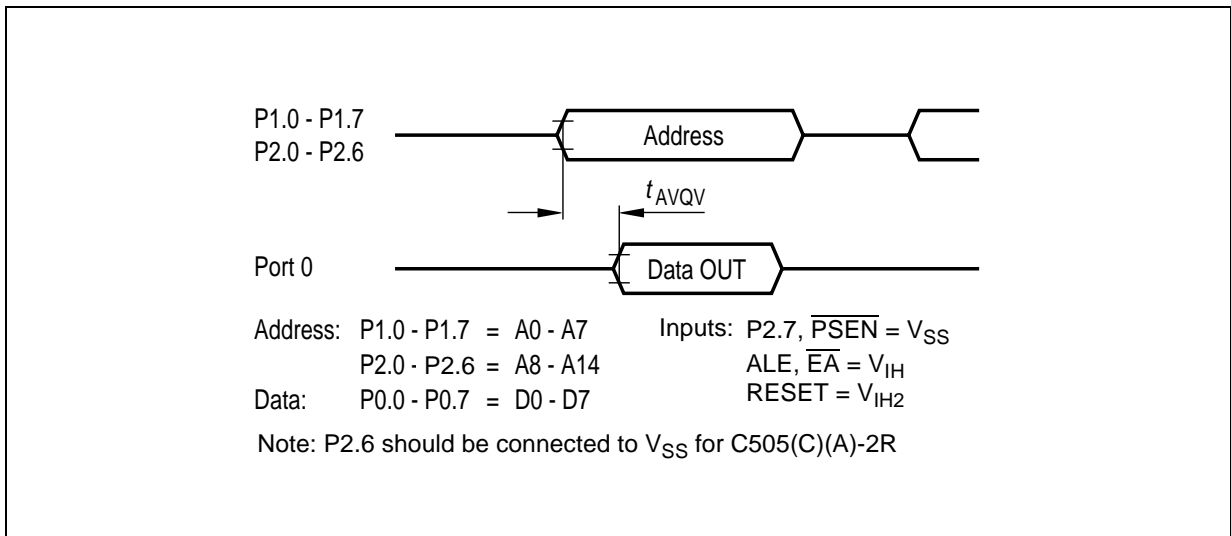 P1.0 - P1.7
P2.0 - P2.6
Address
t AVQV
Port 0
Data OUT
Address: P1.0 - P1.7 = A0 - A7
P2.0 - P2.6 = A8 - A14
Data: P0.0 - P0.7 = D0 - D7
Inputs: P2.7, PSEN = VSS
ALE, EA = VIH
RESET = VIH2
Note: P2.6 should be connected to VSS for C505(C)(A)-2R